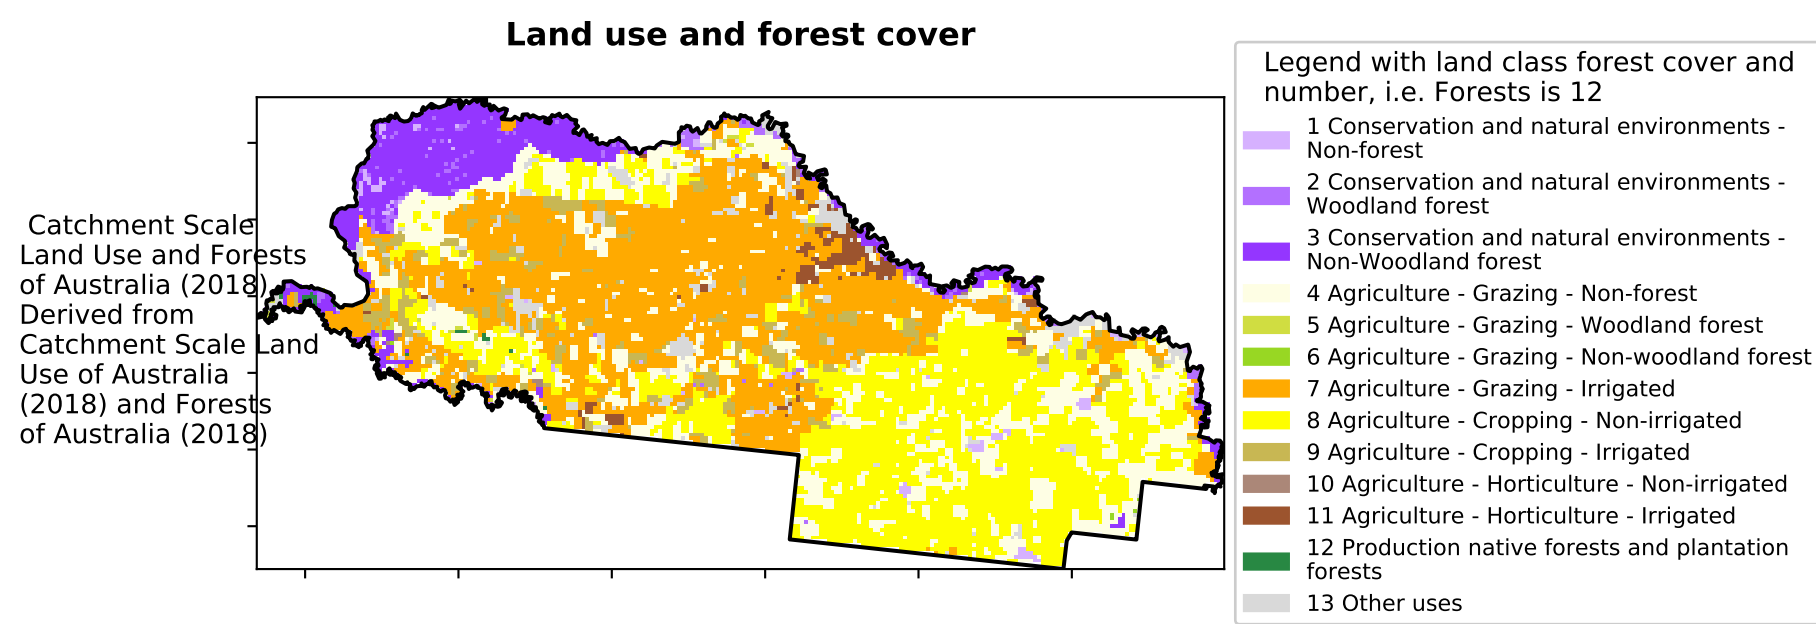 Land use and forest cover
Catchment Scale
Land Use and Forests
of Australia (2018)
Derived from
Catchment Scale Land
Use of Australia
(2018) and Forests
of Australia (2018)
Legend with land class forest cover and
number, i.e. Forests is 12
1 Conservation and natural environments -
Non-forest
2 Conservation and natural environments -
Woodland forest
3 Conservation and natural environments -
Non-Woodland forest
4 Agriculture - Grazing - Non-forest
5 Agriculture - Grazing - Woodland forest
6 Agriculture - Grazing - Non-woodland forest
7 Agriculture - Grazing - Irrigated
8 Agriculture - Cropping - Non-irrigated
9 Agriculture - Cropping - Irrigated
10 Agriculture - Horticulture - Non-irrigated
11 Agriculture - Horticulture - Irrigated
12 Production native forests and plantation
forests
13 Other uses